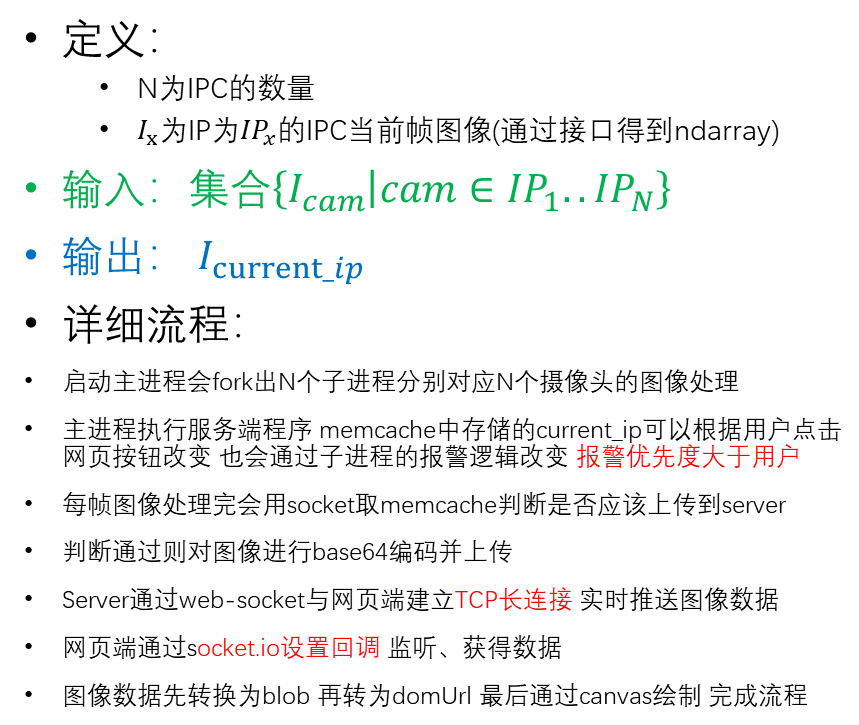 • 定义：
• N为IPC的数量
• Iₓ为IP为IPₓ的IPC当前帧图像(通过接口得到ndarray)
• 输入： 集合{I_cam|cam ∈ IP₁..IP_N}
• 输出： I_current_ip
• 详细流程：
• 启动主进程会fork出N个子进程分别对应N个摄像头的图像处理
• 主进程执行服务端程序 memcache中存储的current_ip可以根据用户点击
网页按钮改变 也会通过子进程的报警逻辑改变 报警优先度大于用户
• 每帧图像处理完会用socket取memcache判断是否应该上传到server
• 判断通过则对图像进行base64编码并上传
• Server通过web-socket与网页端建立TCP长连接 实时推送图像数据
• 网页端通过socket.io设置回调 监听、获得数据
• 图像数据先转换为blob 再转为domUrl 最后通过canvas绘制 完成流程